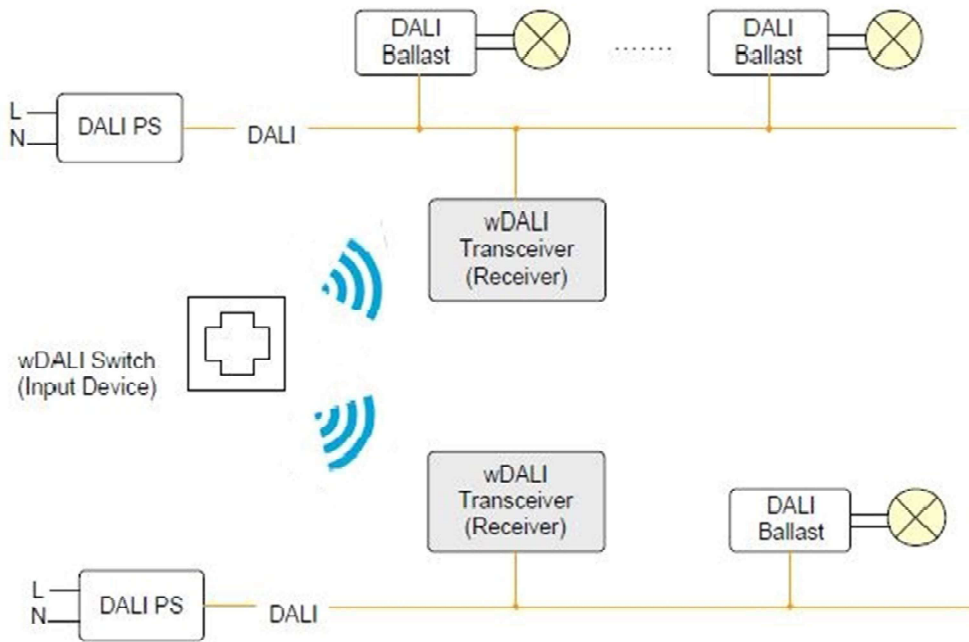 DALI
Ballast
........
DALI
Ballast
L
N
DALI PS
DALI
wDALI
Transceiver
(Receiver)
wDALI Switch
(Input Device)
wDALI
Transceiver
(Receiver)
DALI
Ballast
L
N
DALI PS
DALI